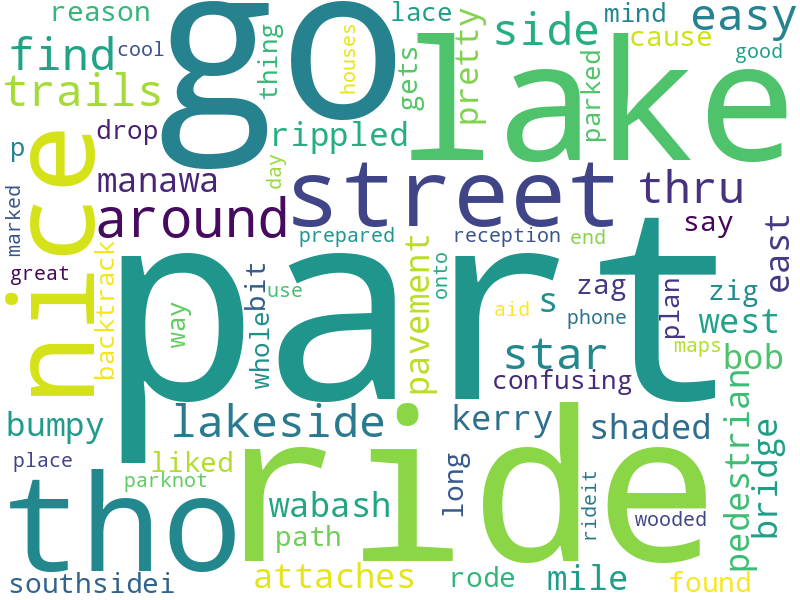 reason
go
lace
mind
easy
find
cool
thing
houses
gets
pretty
side
parked
cause
good
trails
lake
p
drop
rippled
nice
manawa
day
street
thru
marked
around
say
prepared
reception
end
east
great
backtrack
part
whole
bit
use
pavement
onto
s
zag
plan
zig
way
aid
phone
west
star
maps
bob
confusing
bumpy
lakeside
kerry
shaded
pedestrian
bridge
place
liked
ride
long
parknot
tho
wabash
rideit
wooded
path
southsidei
attaches
rode
mile
found